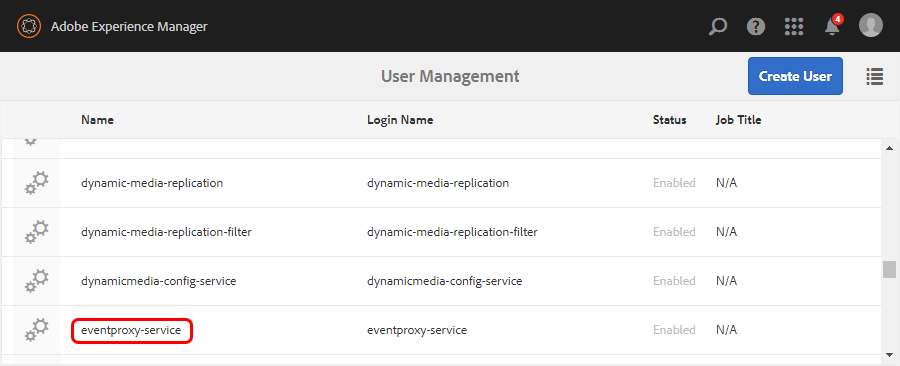 Adobe Experience Manager
4
User Management
Create User
Name Login Name Status Job Title
dynamic-media-replication dynamic-media-replication Enabled N/A
dynamic-media-replication-filter dynamic-media-replication-filter Enabled N/A
dynamicmedia-config-service dynamicmedia-config-service Enabled N/A
eventproxy-service eventproxy-service Enabled N/A